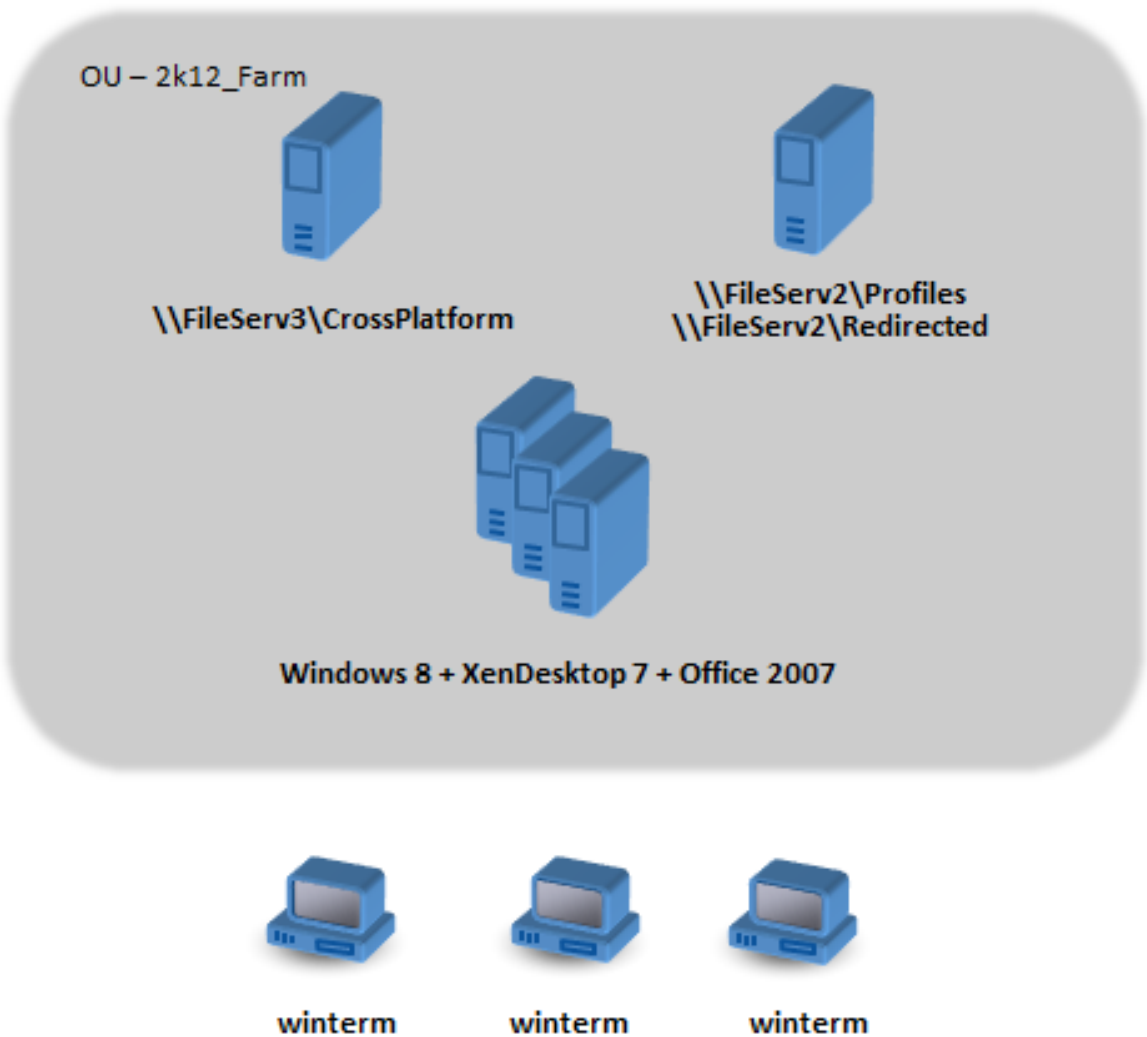 OU – 2k12_Farm
\\FileServ3\CrossPlatform
\\FileServ2\Profiles
\\FileServ2\Redirected
Windows 8 + XenDesktop 7 + Office 2007
winterm
winterm
winterm